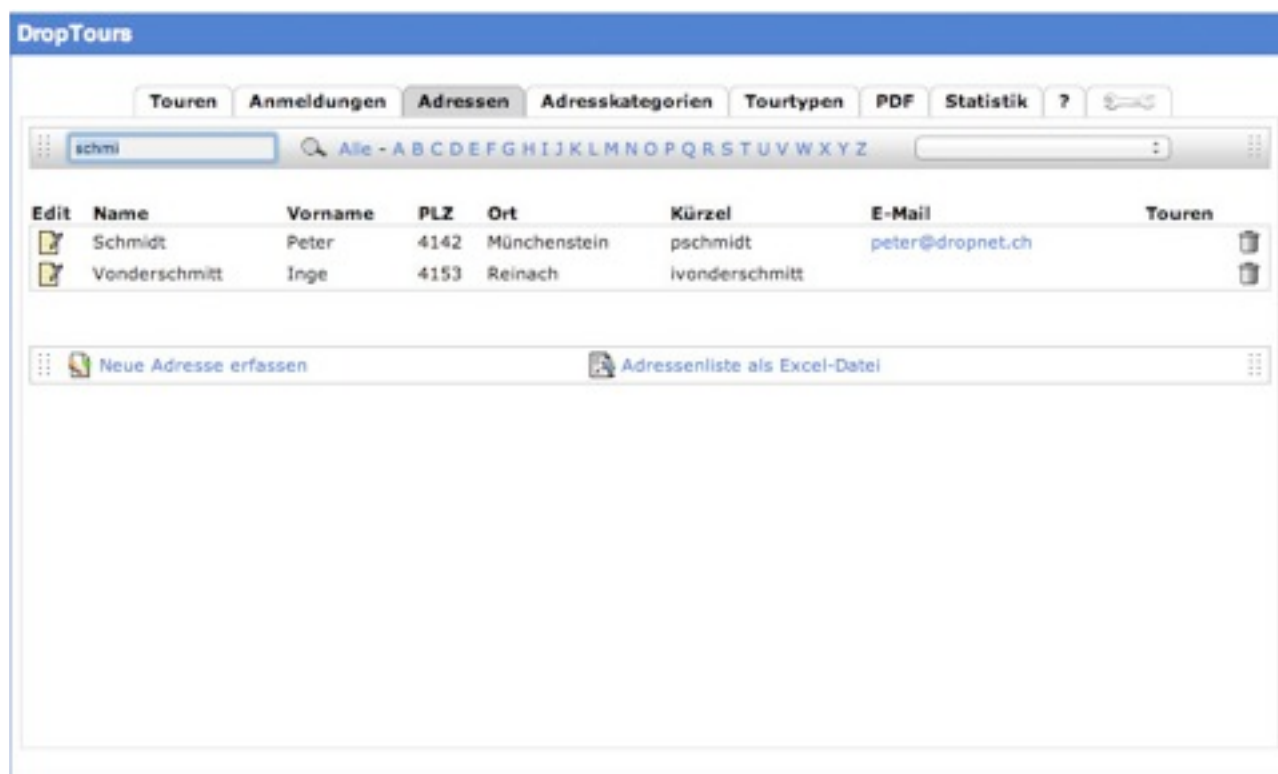 DropTours
Touren Anmeldungen Adressen Adresskategorien Tourtypen PDF Statistik ?
schmi Alle - A B C D E F G H I J K L M N O P Q R S T U V W X Y Z
Edit Name Vorname PLZ Ort Kürzel E-Mail Touren
Schmidt Peter 4142 Münchenstein pschmidt peter@dropnet.ch
Vonderschmitt Inge 4153 Reinach ivonderschmitt
Neue Adresse erfassen Adressenliste als Excel-Datei